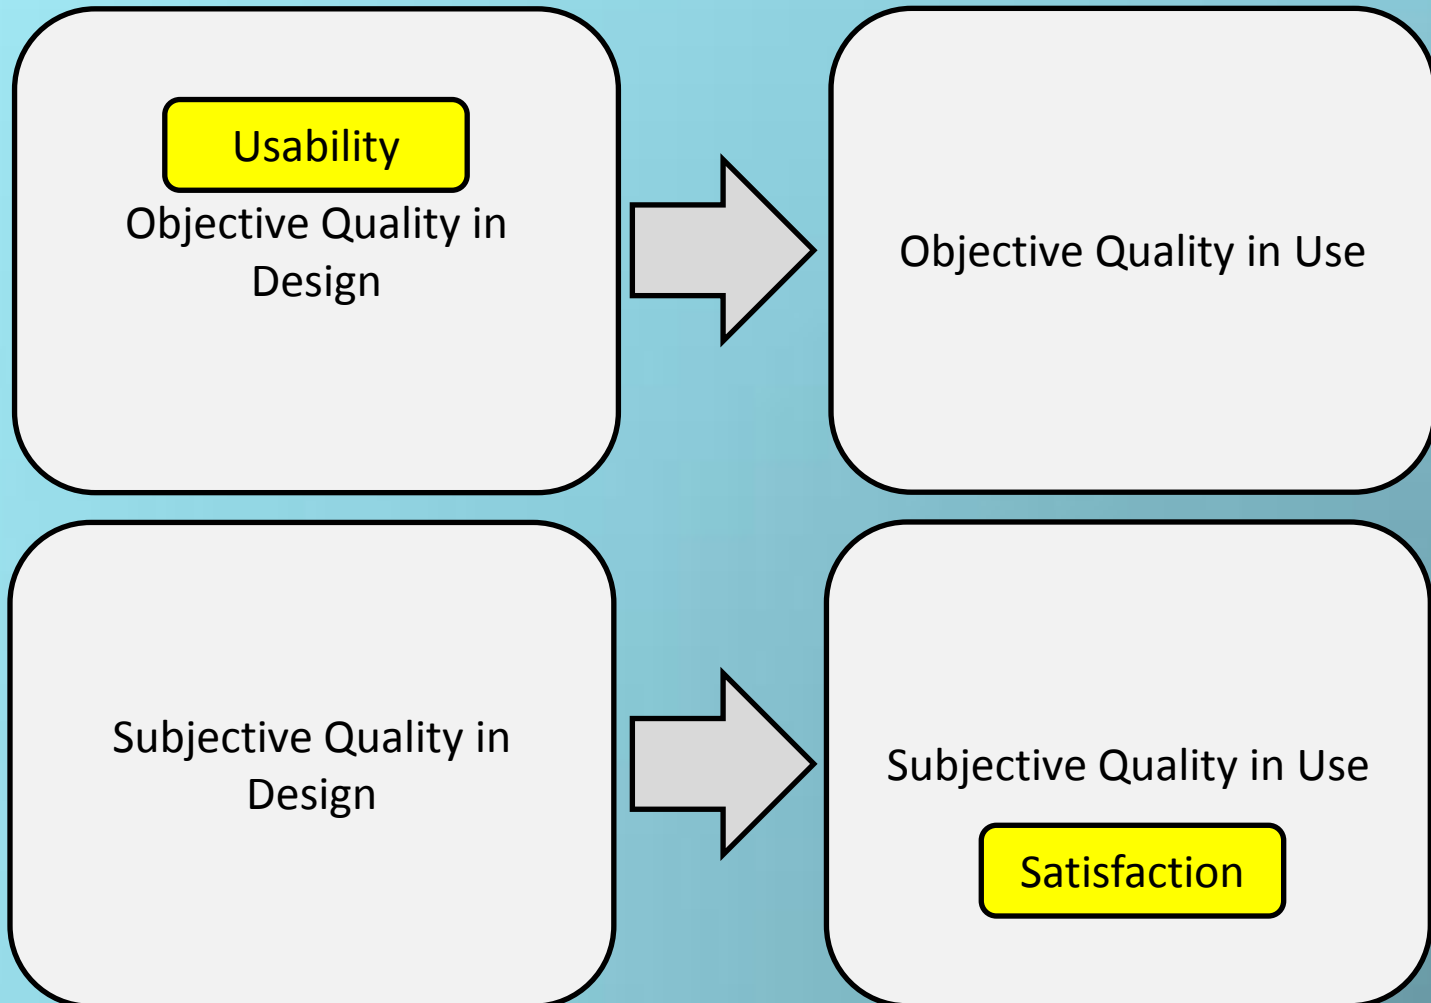 Usability
Objective Quality in
Design
Objective Quality in Use
Subjective Quality in
Design
Subjective Quality in Use
Satisfaction